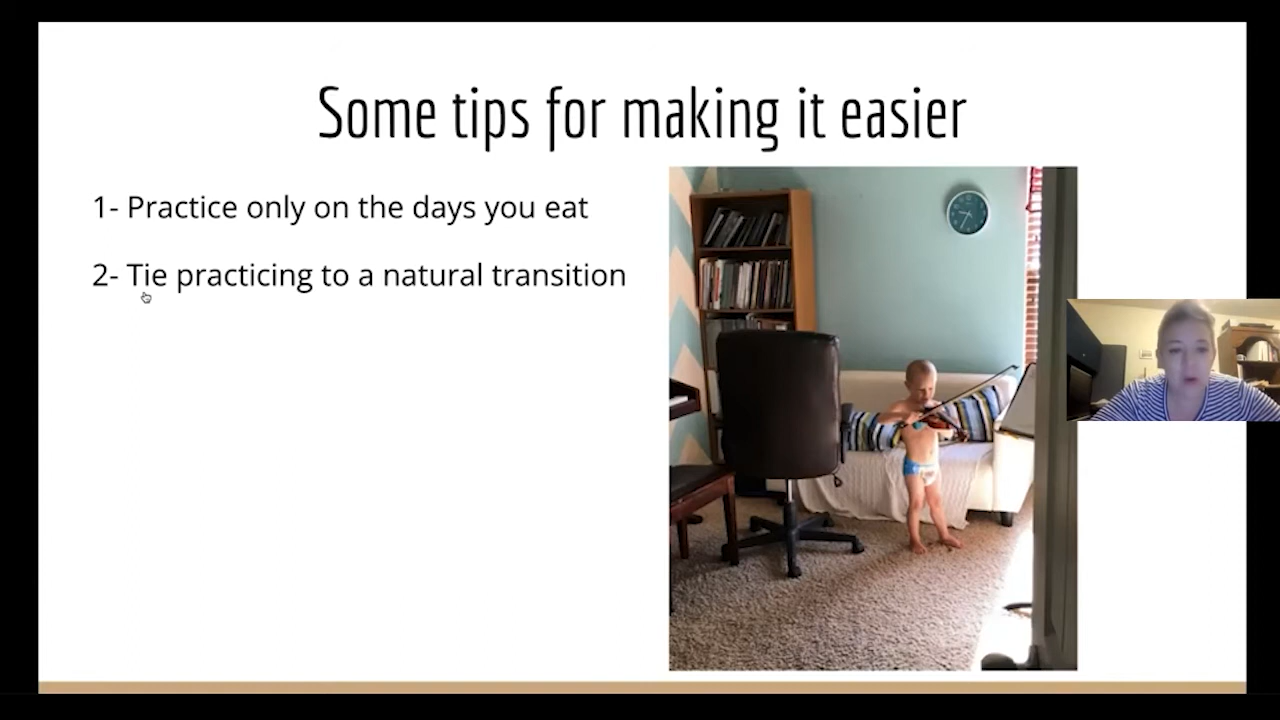 Some tips for making it easier
1- Practice only on the days you eat
2- Tie practicing to a natural transition